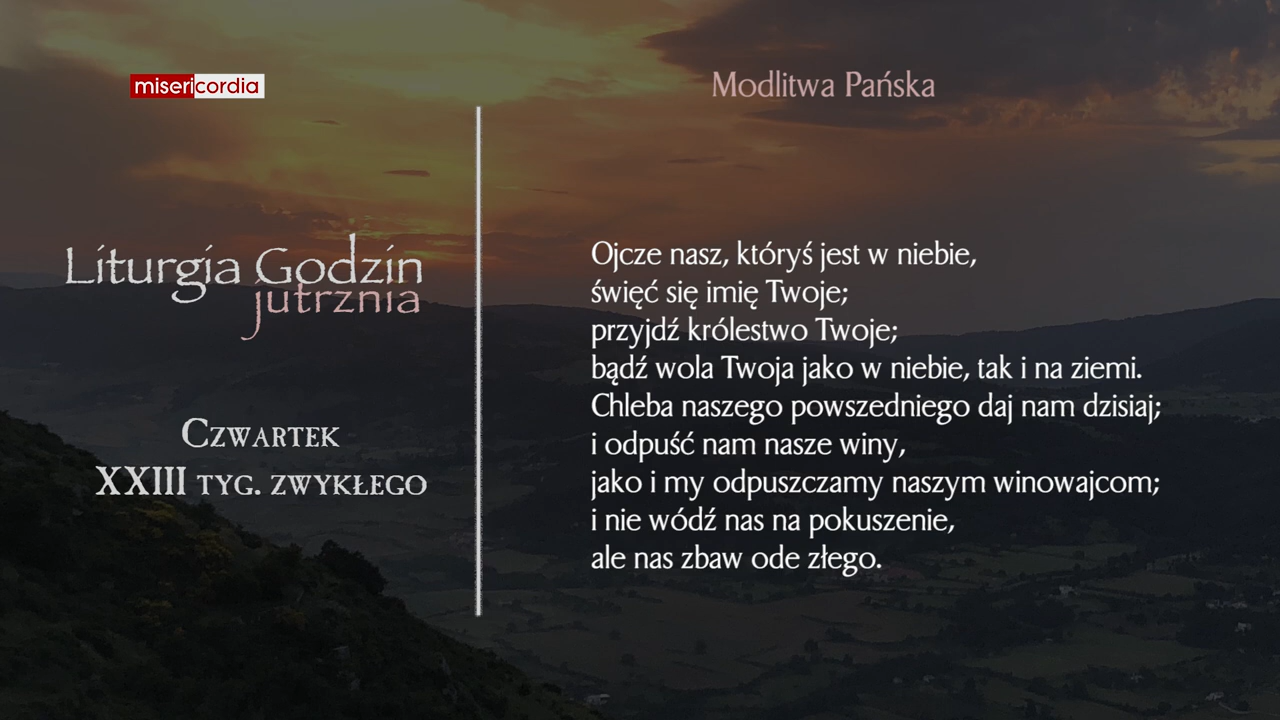 misericordia
Liturgia Godzin
jutrznia
Czwartek
XXIII tyg. zwykłego
Modlitwa Pańska
Ojcze nasz, któryś jest w niebie,
święć się imię Twoje;
przyjdź królestwo Twoje;
bądź wola Twoja jako w niebie, tak i na ziemi.
Chleba naszego powszedniego daj nam dzisiaj;
i odpuść nam nasze winy,
jako i my odpuszczamy naszym winowajcom;
i nie wódź nas na pokuszenie,
ale nas zbaw ode złego.